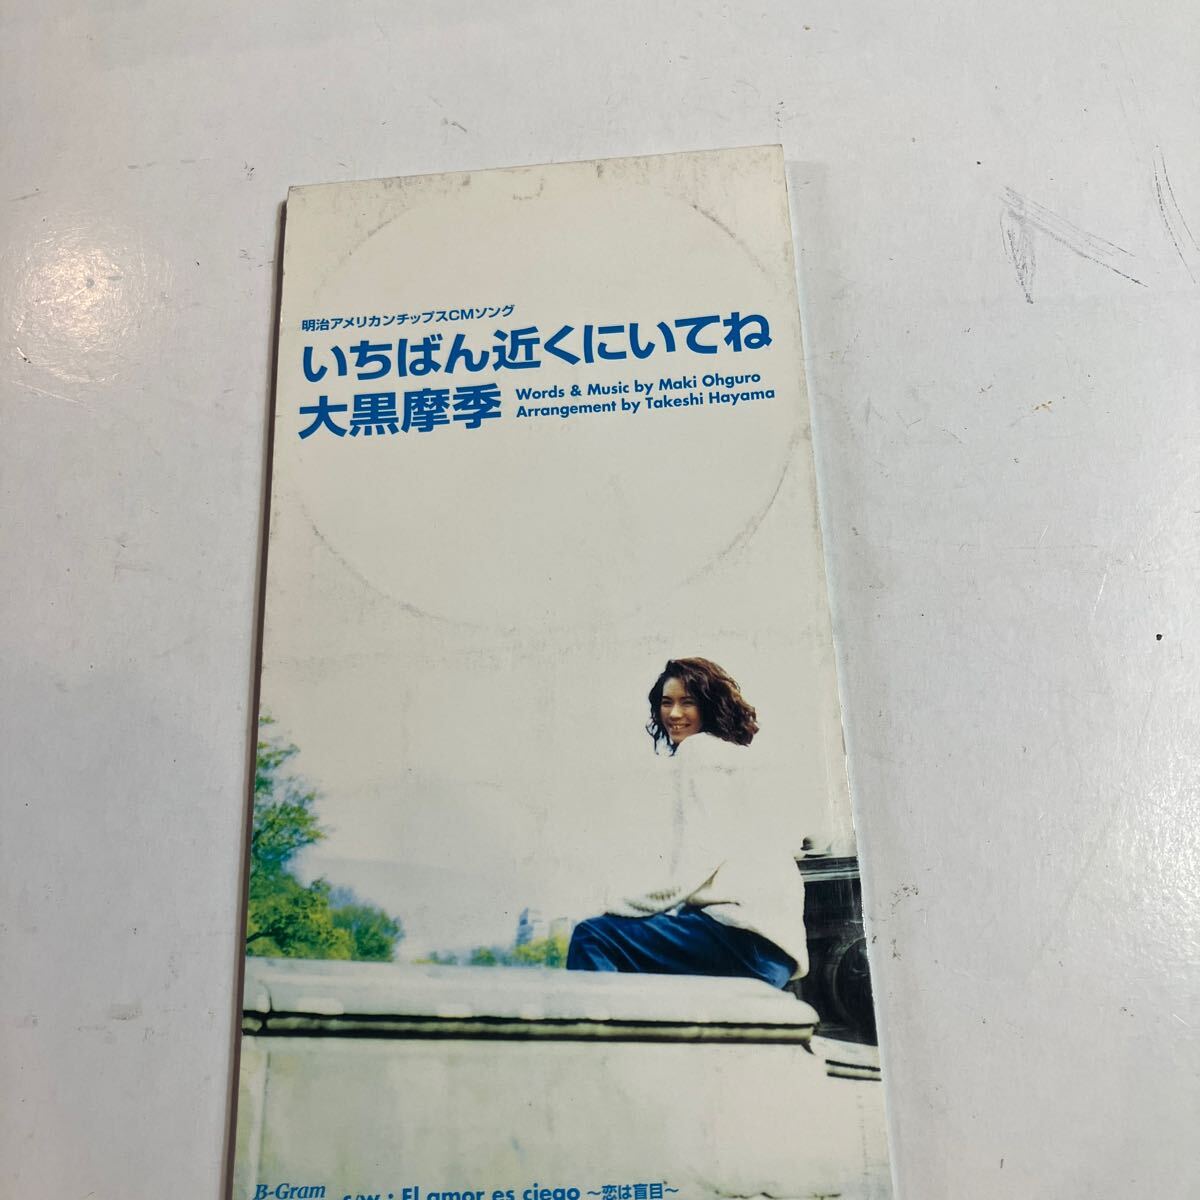 明治アメリカンチップスCMソング
いちばん近くにいてね
大黒摩季
Words & Music by Maki Ohguro
Arrangement by Takeshi Hayama
B-Gram
c/w : El amor es ciego ～恋は盲目～